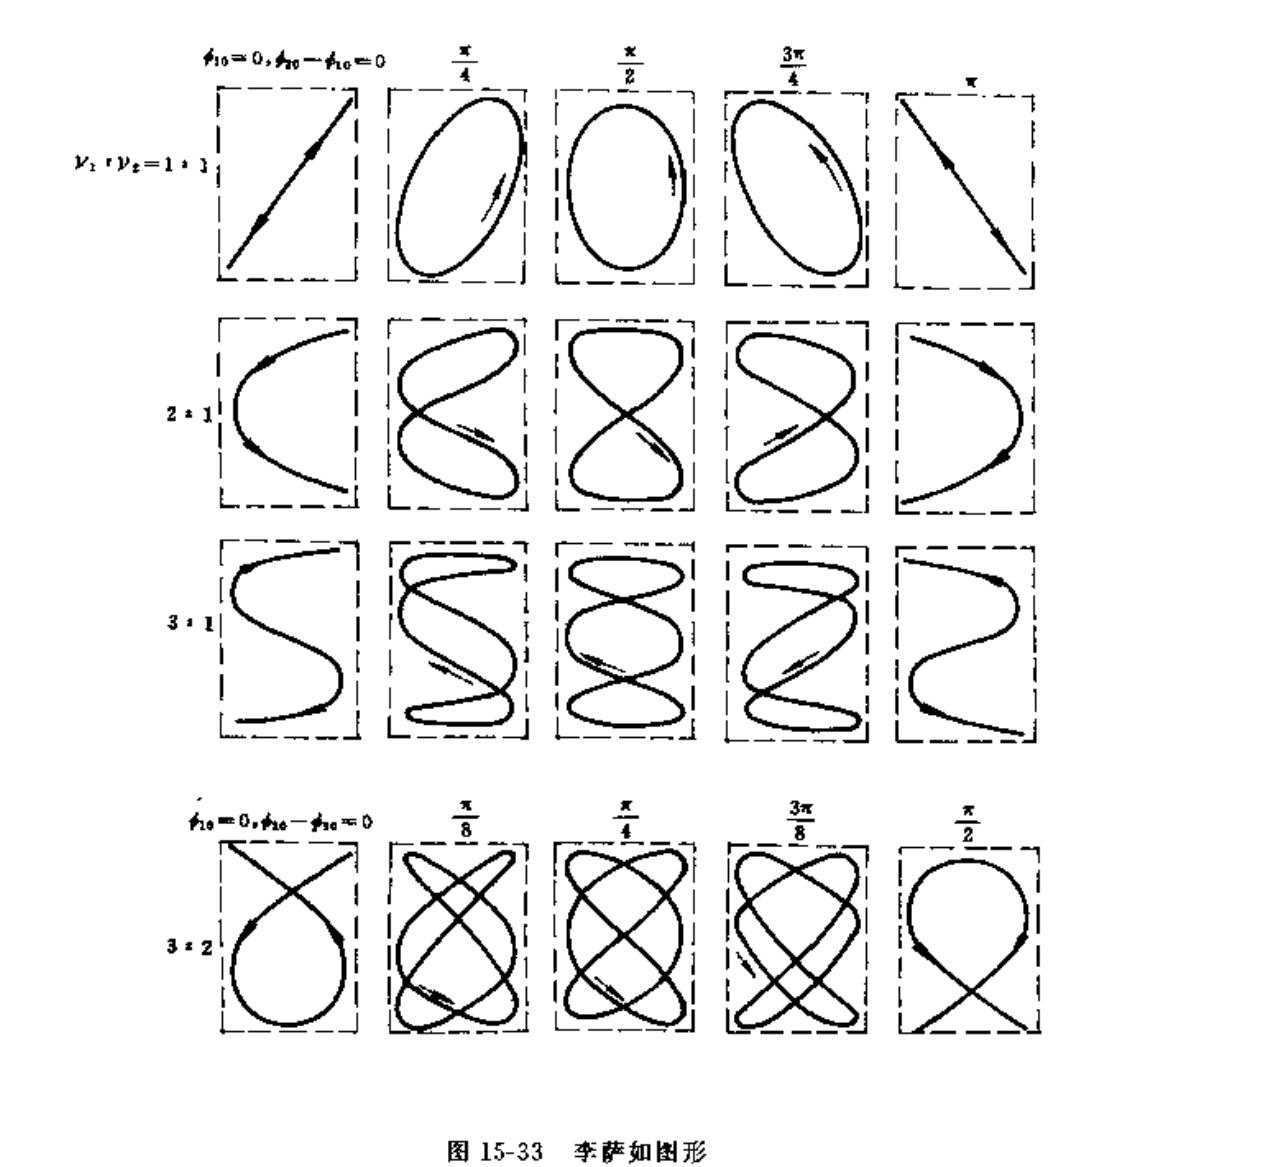 ϕ₁₀=0,ϕ₂₀−ϕ₁₀=0 π/4 π/2 3π/4 π
ν₁:ν₂=1:1
2:1
3:1
ϕ₁₀=0,ϕ₂₀−ϕ₁₀=0 π/8 π/4 3π/8 π/2
3:2
图 15-33 李萨如图形